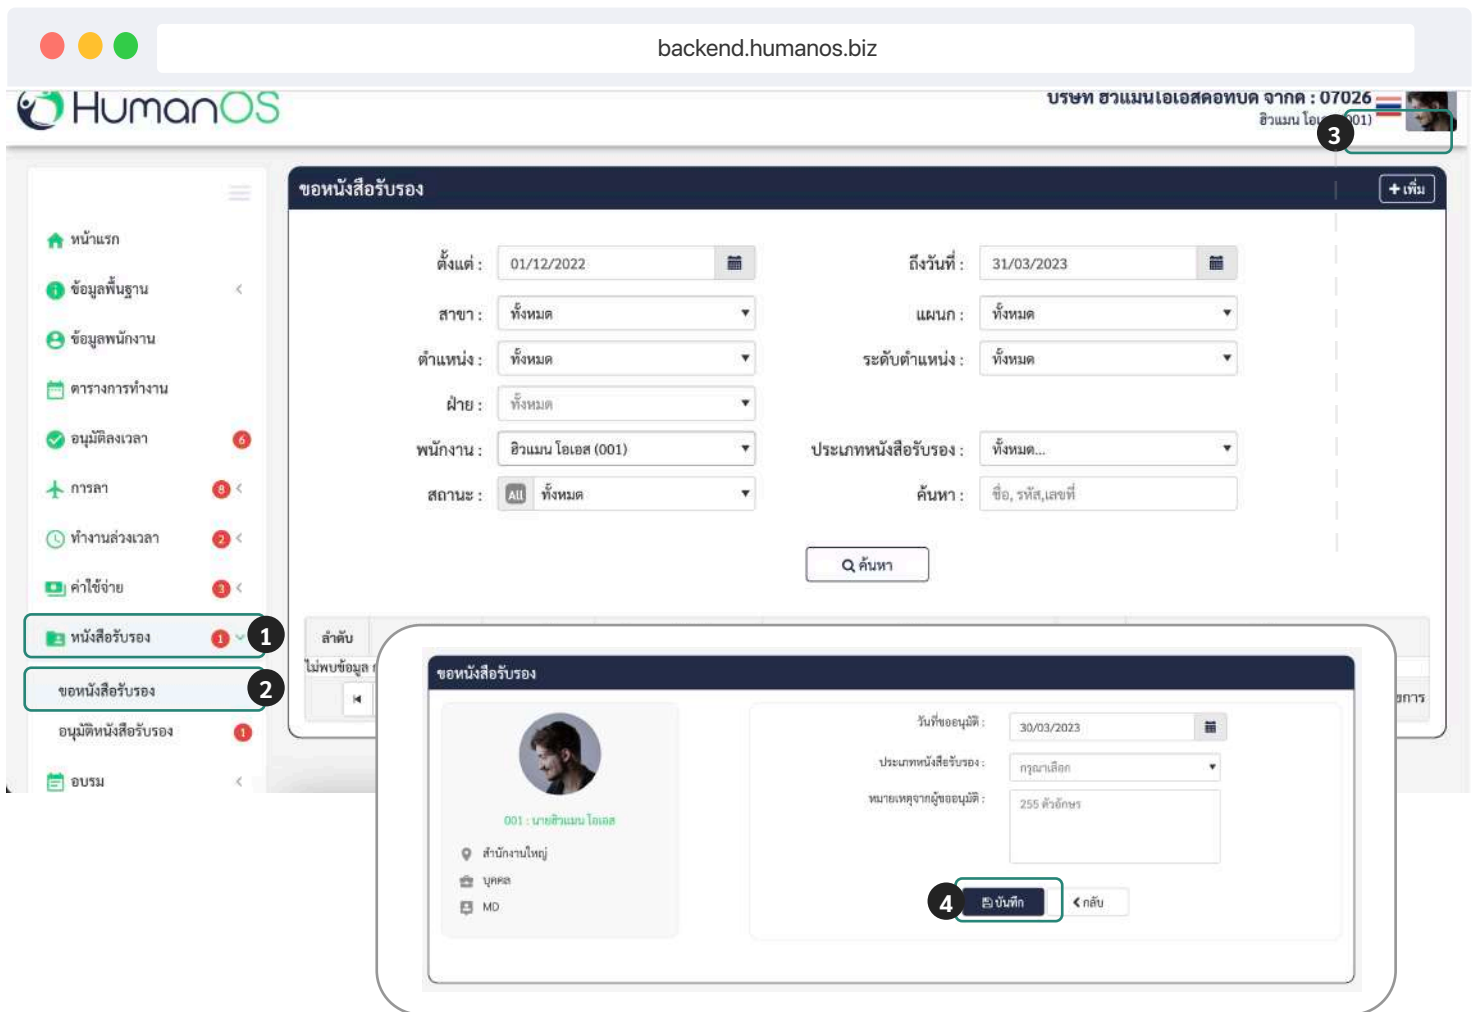 backend.humanos.biz
HumanOS
บริษัท ฮิวแมนโอเอสดอทบิด จำกัด : 07026
ฮิวแมน 001)
3
ขอหนังสือรับรอง
+ เพิ่ม
หน้าแรก
ข้อมูลพื้นฐาน
ข้อมูลพนักงาน
ตารางการทำงาน
อนุมัติลงเวลา 6
การลา 8
ทำงานล่วงเวลา 2
ค่าใช้จ่าย 3
หนังสือรับรอง 1
1
ขอหนังสือรับรอง
2
อนุมัติหนังสือรับรอง 1
อบรม
ตั้งแต่ : 01/12/2022
ถึงวันที่ : 31/03/2023
สาขา : ทั้งหมด
แผนก : ทั้งหมด
ตำแหน่ง : ทั้งหมด
ระดับตำแหน่ง : ทั้งหมด
ฝ่าย : ทั้งหมด
พนักงาน : ฮิวแมน โอเอส (001)
ประเภทหนังสือรับรอง : ทั้งหมด...
สถานะ : All ทั้งหมด
ค้นหา : ชื่อ, รหัส,เลขที่
ค้นหา
ลำดับ
ไม่พบข้อมูล
ขอหนังสือรับรอง
001 : นายฮิวแมน โอเอส
สำนักงานใหญ่
บุคคล
MD
วันที่ขออนุมัติ : 30/03/2023
ประเภทหนังสือรับรอง : กรุณาเลือก
หมายเหตุจากผู้ขออนุมัติ : 255 ตัวอักษร
4
บันทึก
กลับ